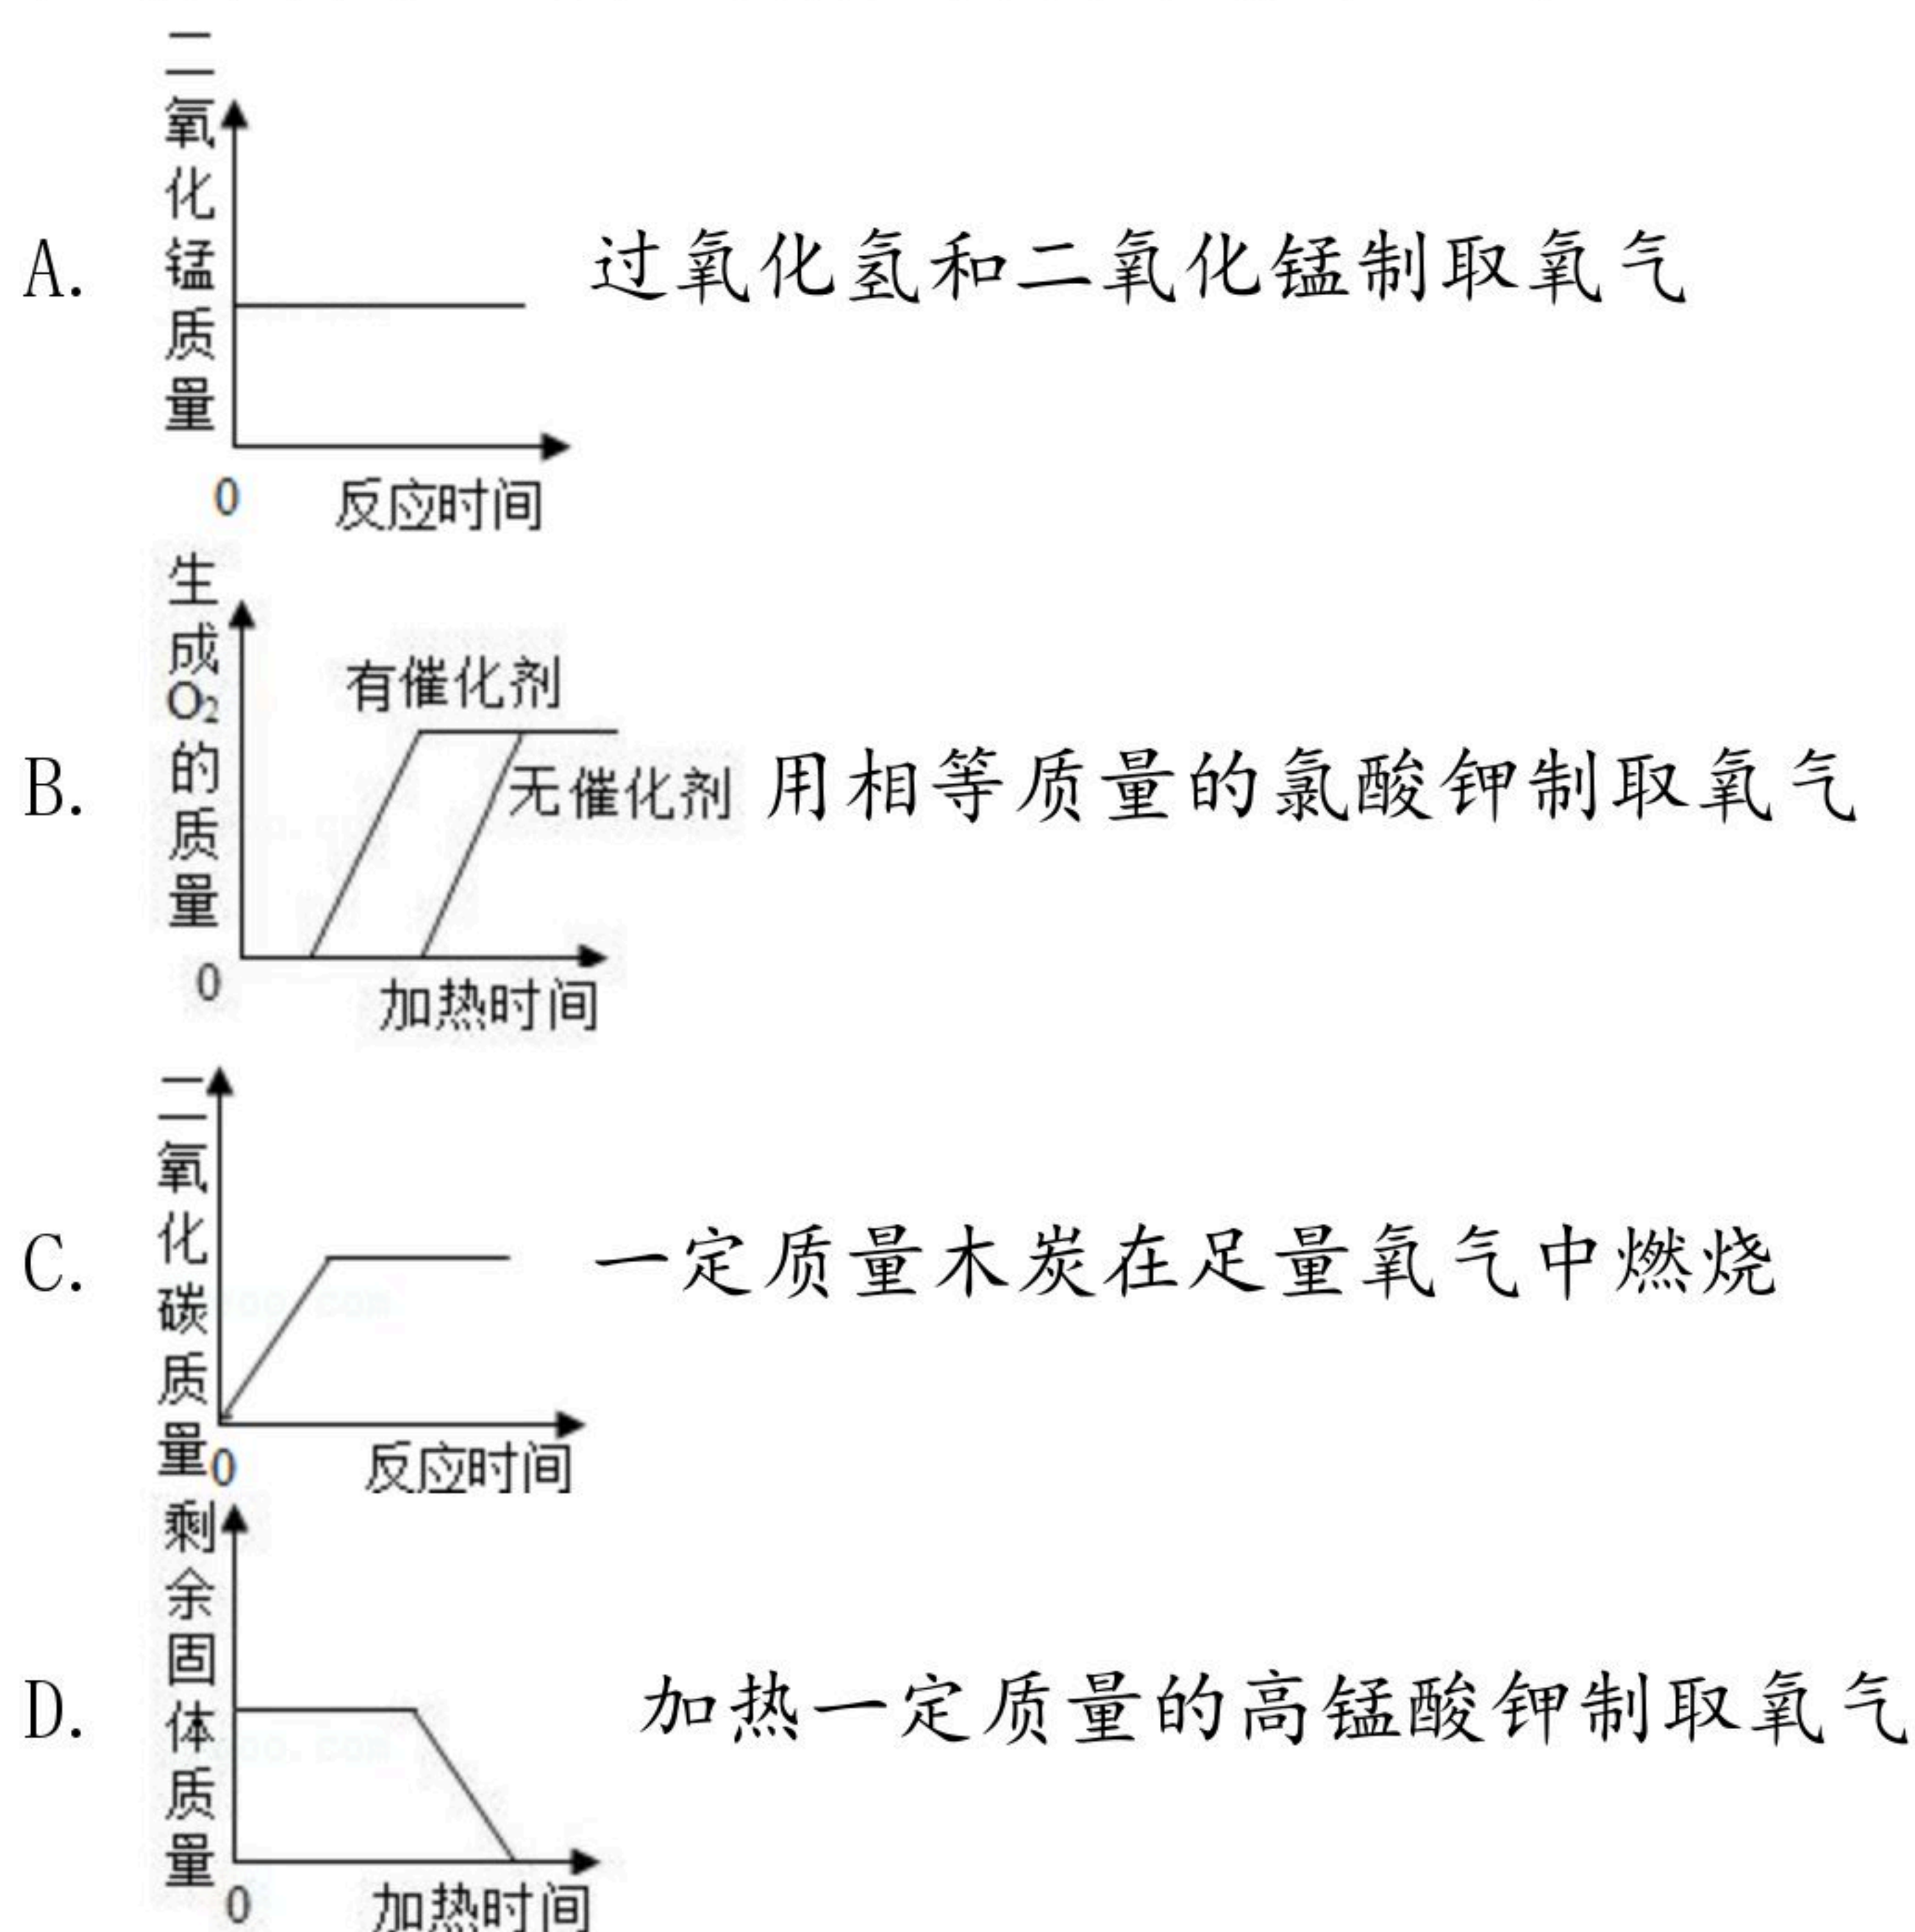 二氧化锰质量
A.
过氧化氢和二氧化锰制取氧气
0
反应时间
生成O₂的质量
有催化剂
无催化剂
B.
用相等质量的氯酸钾制取氧气
0
加热时间
二氧化碳质量
C.
一定质量木炭在足量氧气中燃烧
0
反应时间
剩余固体质量
D.
加热一定质量的高锰酸钾制取氧气
0
加热时间